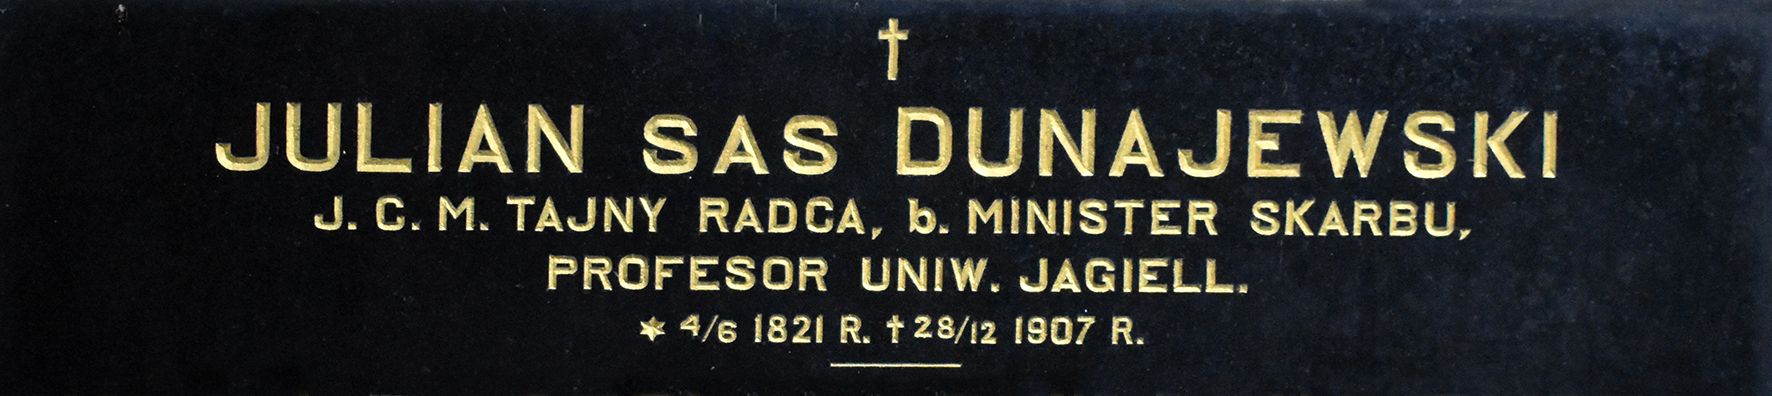 †
JULIAN SAS DUNAJEWSKI
J. C. M. TAJNY RADCA, b. MINISTER SKARBU,
PROFESOR UNIW. JAGIELL.
✶ 4/6 1821 R. † 28/12 1907 R.